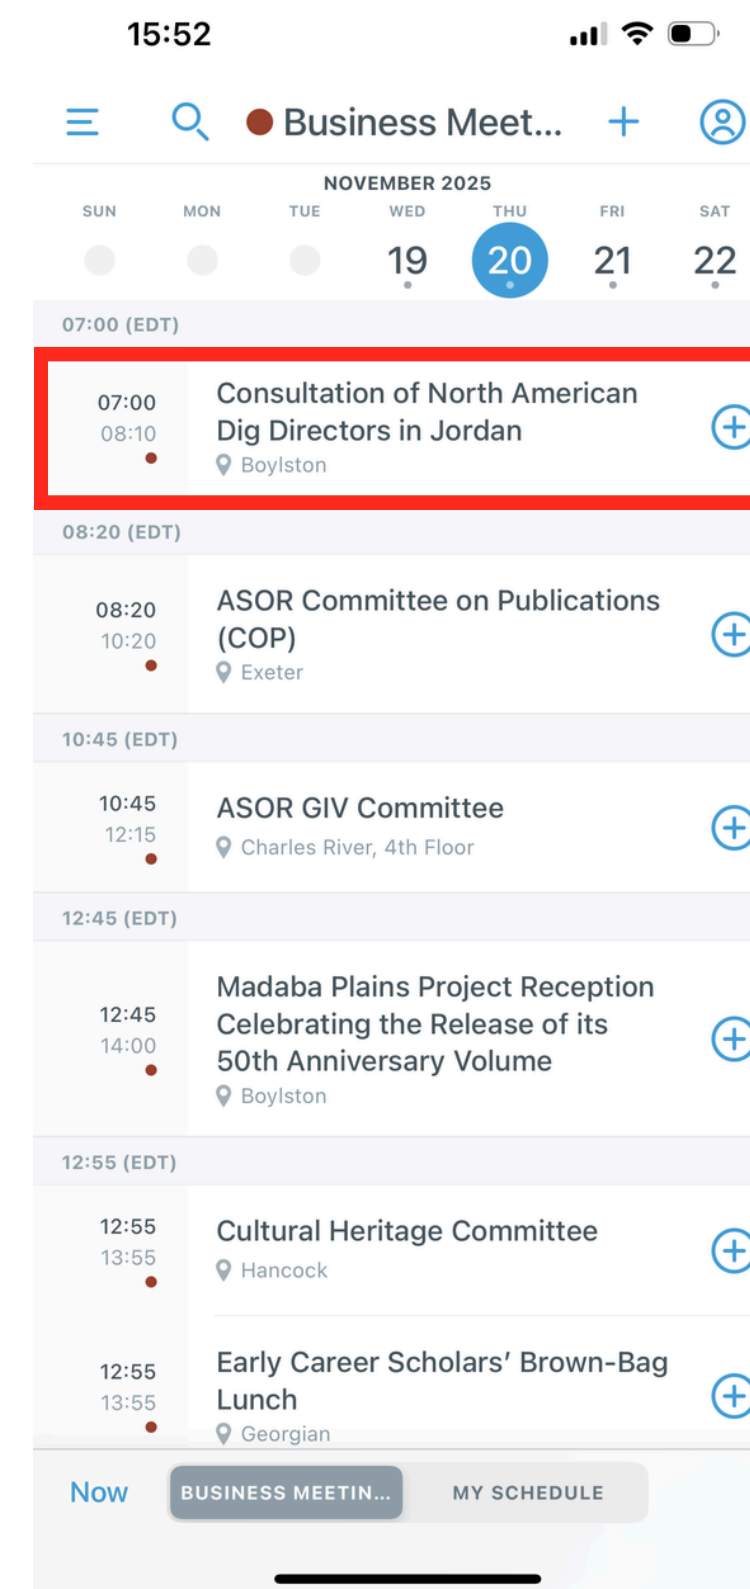 15:52
Business Meet...
NOVEMBER 2025
SUN MON TUE WED THU FRI SAT
19 20 21 22
07:00 (EDT)
07:00
08:10
Consultation of North American
Dig Directors in Jordan
Boylston
08:20 (EDT)
08:20
10:20
ASOR Committee on Publications
(COP)
Exeter
10:45 (EDT)
10:45
12:15
ASOR GIV Committee
Charles River, 4th Floor
12:45 (EDT)
12:45
14:00
Madaba Plains Project Reception
Celebrating the Release of its
50th Anniversary Volume
Boylston
12:55 (EDT)
12:55
13:55
Cultural Heritage Committee
Hancock
12:55
13:55
Early Career Scholars’ Brown-Bag
Lunch
Georgian
Now BUSINESS MEETIN... MY SCHEDULE